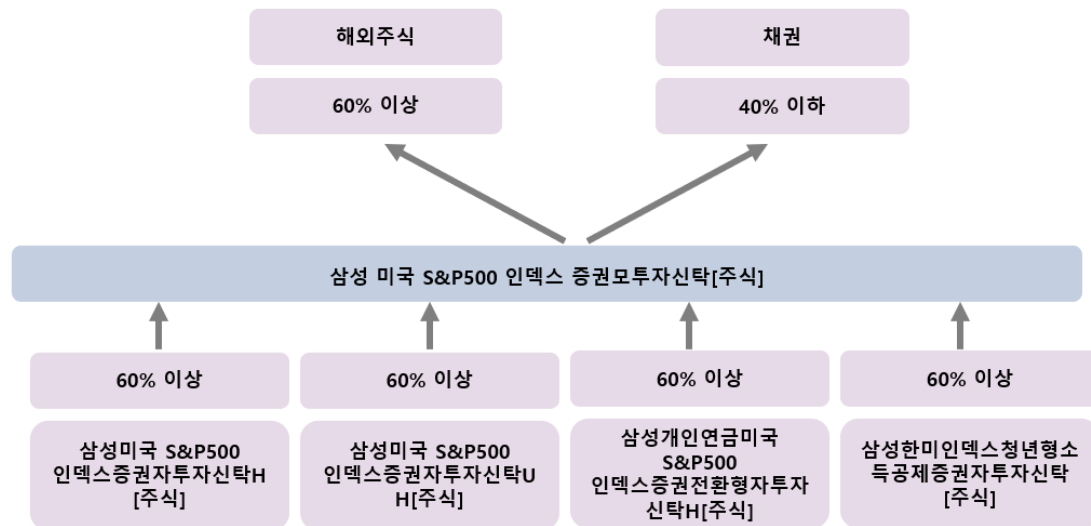 해외주식
채권
60% 이상
40% 이하
삼성 미국 S&P500 인덱스 증권모투자신탁[주식]
60% 이상
60% 이상
60% 이상
60% 이상
삼성미국 S&P500
인덱스증권자투자신탁H
[주식]
삼성미국 S&P500
인덱스증권자투자신탁U
H[주식]
삼성개인연금미국
S&P500
인덱스증권전환형자투자
신탁H[주식]
삼성한미인덱스청년형소
득공제증권자투자신탁
[주식]